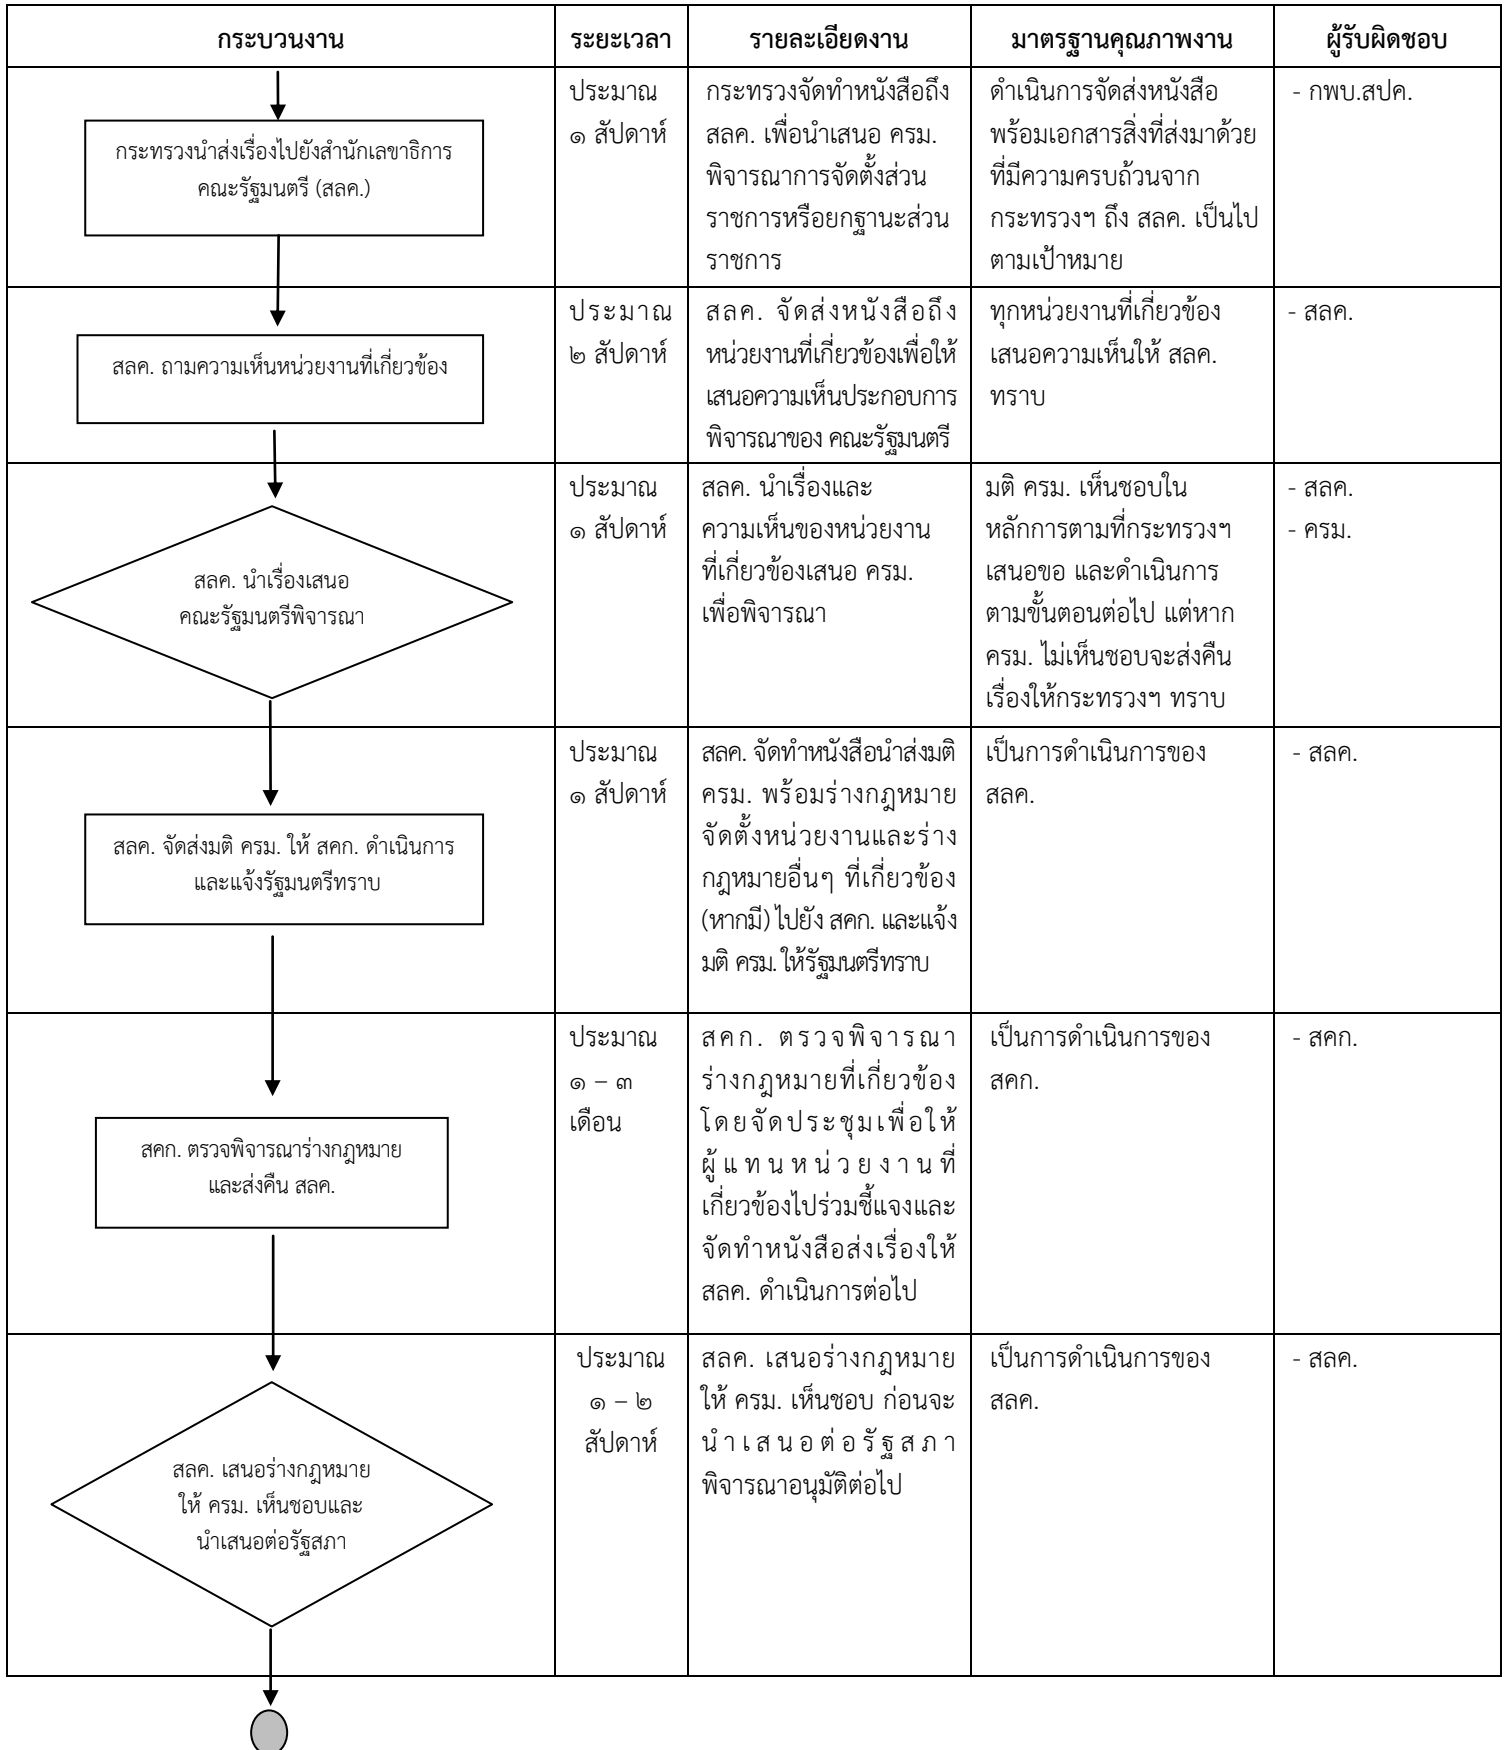 กระบวนงาน
ระยะเวลา
รายละเอียดงาน
มาตรฐานคุณภาพงาน
ผู้รับผิดชอบ
กระทรวงนำส่งเรื่องไปยังสำนักเลขาธิการ
คณะรัฐมนตรี (สลค.)
ประมาณ
๑ สัปดาห์
กระทรวงจัดทำหนังสือถึง
สลค. เพื่อนำเสนอ ครม.
พิจารณาการจัดตั้งส่วน
ราชการหรือยกฐานะส่วน
ราชการ
ดำเนินการจัดส่งหนังสือ
พร้อมเอกสารสิ่งที่ส่งมาด้วย
ที่มีความครบถ้วนจาก
กระทรวงฯ ถึง สลค. เป็นไป
ตามเป้าหมาย
- กพบ.สปค.
สลค. ถามความเห็นหน่วยงานที่เกี่ยวข้อง
ประมาณ
๒ สัปดาห์
สลค. จัดส่งหนังสือถึง
หน่วยงานที่เกี่ยวข้องเพื่อให้
เสนอความเห็นประกอบการ
พิจารณาของ คณะรัฐมนตรี
ทุกหน่วยงานที่เกี่ยวข้อง
เสนอความเห็นให้ สลค.
ทราบ
- สลค.
สลค. นำเรื่องเสนอ
คณะรัฐมนตรีพิจารณา
ประมาณ
๑ สัปดาห์
สลค. นำเรื่องและ
ความเห็นของหน่วยงาน
ที่เกี่ยวข้องเสนอ ครม.
เพื่อพิจารณา
มติ ครม. เห็นชอบใน
หลักการตามที่กระทรวงฯ
เสนอขอ และดำเนินการ
ตามขั้นตอนต่อไป แต่หาก
ครม. ไม่เห็นชอบจะส่งคืน
เรื่องให้กระทรวงฯ ทราบ
- สลค.
- ครม.
สลค. จัดส่งมติ ครม. ให้ สคก. ดำเนินการ
และแจ้งรัฐมนตรีทราบ
ประมาณ
๑ สัปดาห์
สลค. จัดทำหนังสือนำส่งมติ
ครม. พร้อมร่างกฎหมาย
จัดตั้งหน่วยงานและร่าง
กฎหมายอื่นๆ ที่เกี่ยวข้อง
(หากมี) ไปยัง สคก. และแจ้ง
มติ ครม. ให้รัฐมนตรีทราบ
เป็นการดำเนินการของ
สลค.
- สลค.
สคก. ตรวจพิจารณาร่างกฎหมาย
และส่งคืน สลค.
ประมาณ
๑ – ๓
เดือน
สคก. ตรวจพิจารณา
ร่างกฎหมายที่เกี่ยวข้อง
โดยจัดประชุมเพื่อให้
ผู้แทนหน่วยงานที่
เกี่ยวข้องไปร่วมชี้แจงและ
จัดทำหนังสือส่งเรื่องให้
สลค. ดำเนินการต่อไป
เป็นการดำเนินการของ
สคก.
- สคก.
สลค. เสนอร่างกฎหมาย
ให้ ครม. เห็นชอบและ
นำเสนอต่อรัฐสภา
ประมาณ
๑ – ๒
สัปดาห์
สลค. เสนอร่างกฎหมาย
ให้ ครม. เห็นชอบ ก่อนจะ
นำเสนอต่อรัฐสภา
พิจารณาอนุมัติต่อไป
เป็นการดำเนินการของ
สลค.
- สลค.